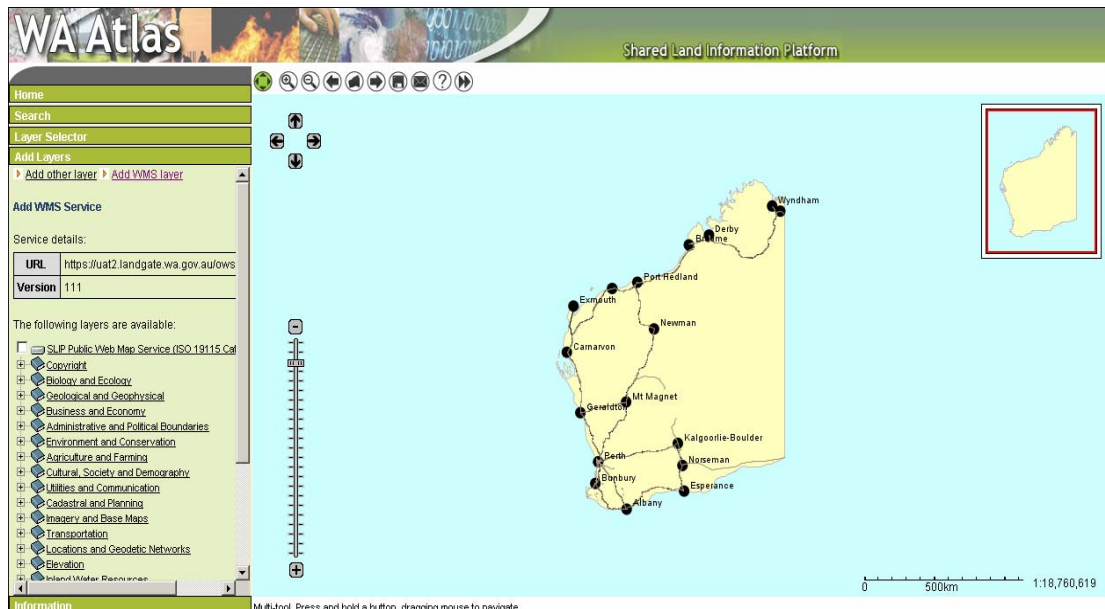 WA Atlas
Shared Land Information Platform
Home
Search
Layer Selector
Add Layers
Add other layer Add WMS layer
Add WMS Service
Service details:
URL https://uat2.landgate.wa.gov.au/ows
Version 111
The following layers are available:
SLIP Public Web Map Service (ISO 19115 Cat
Copyright
Biology and Ecology
Geological and Geophysical
Business and Economy
Administrative and Political Boundaries
Environment and Conservation
Agriculture and Farming
Cultural, Society and Demography
Utilities and Communication
Cadastral and Planning
Imagery and Base Maps
Transportation
Locations and Geodetic Networks
Elevation
Inland Water Resources
Information
Wyndham
Derby
Broome
Port Hedland
Exmouth
Newman
Carnarvon
Mt Magnet
Geraldton
Kalgoorlie-Boulder
Perth
Norseman
Bunbury
Esperance
Albany
0 500km 1:18,760,619
Multi-tool. Press and hold a button, dragging mouse to navigate